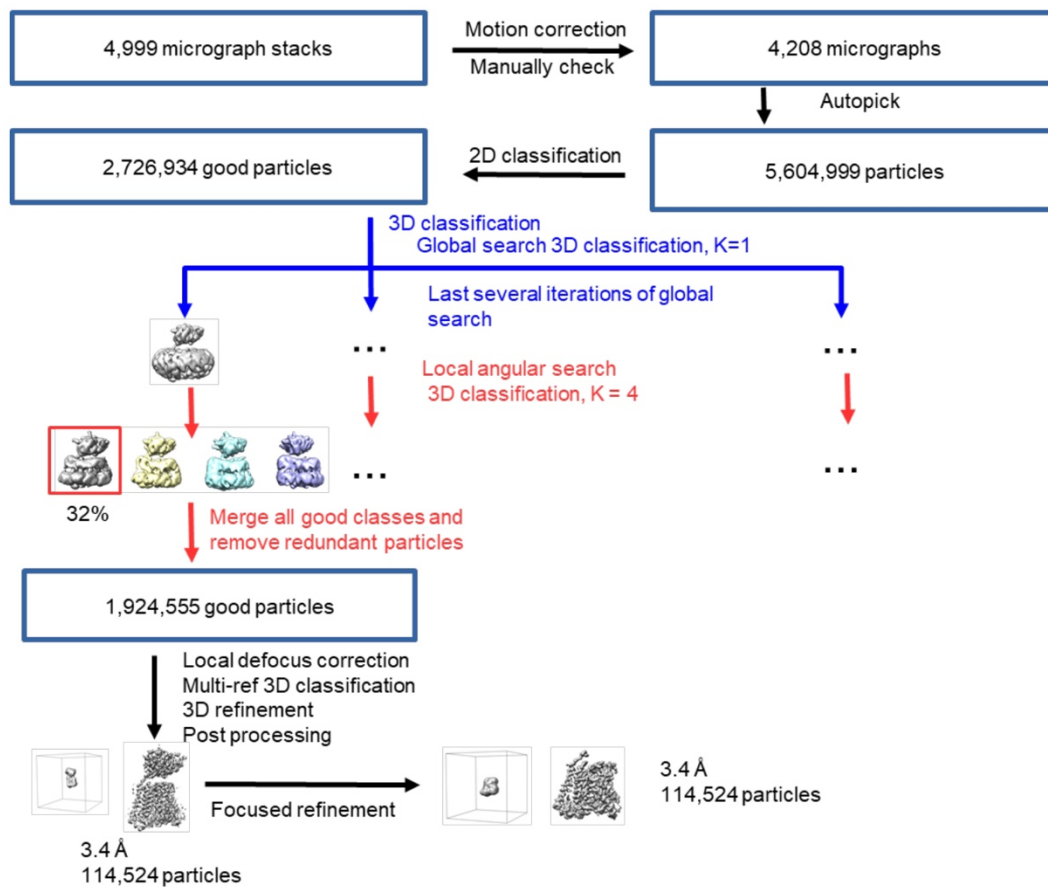 4,999 micrograph stacks
Motion correction
Manually check
4,208 micrographs
Autopick
2,726,934 good particles
2D classification
5,604,999 particles
3D classification
Global search 3D classification, K=1
Last several iterations of global
search
...
...
Local angular search
3D classification, K = 4
...
...
32%
Merge all good classes and
remove redundant particles
1,924,555 good particles
Local defocus correction
Multi-ref 3D classification
3D refinement
Post processing
Focused refinement
3.4 Å
114,524 particles
3.4 Å
114,524 particles